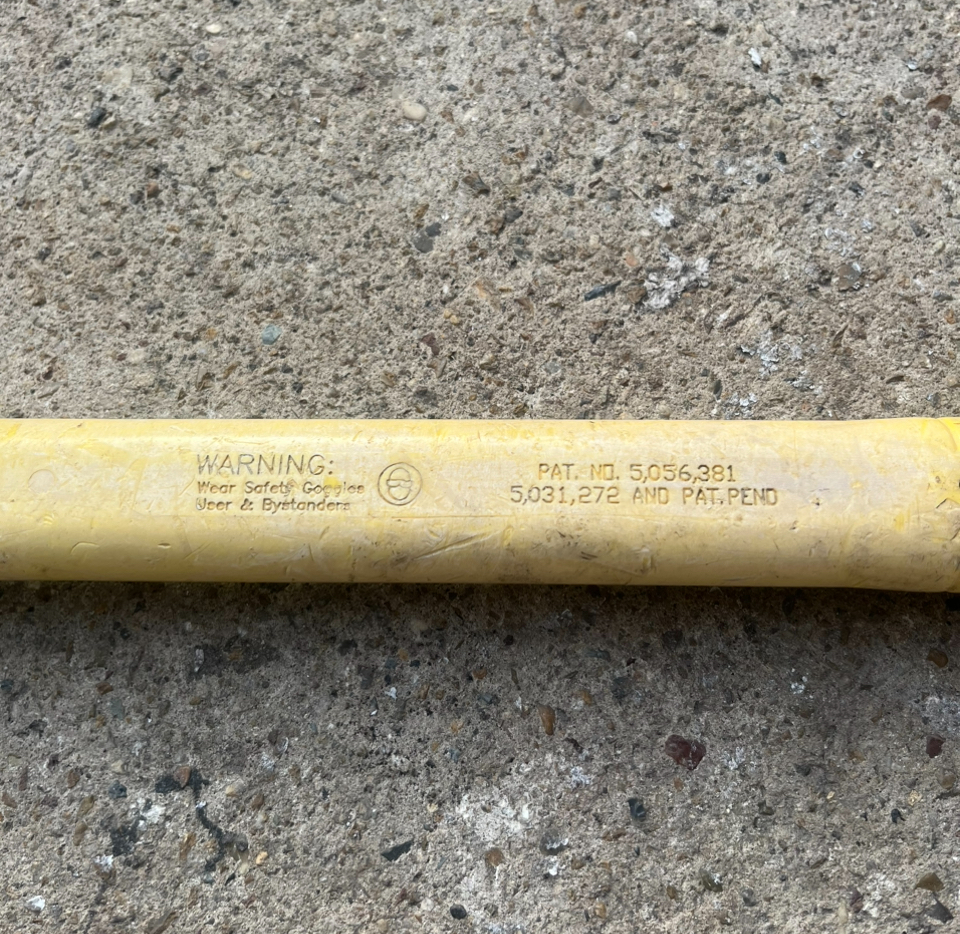 WARNING:
Wear Safety Goggles
User & Bystanders
PAT. NO. 5,056,381
5,031,272 AND PAT.PEND